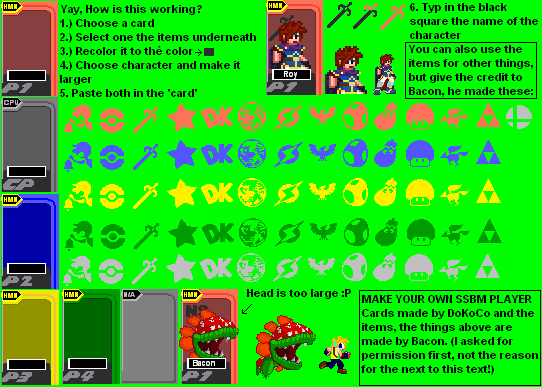 HMN
P1
Yay, How is this working?
1.) Choose a card
2.) Select one the items underneath
3.) Recolor it to thé color→
4.) Choose character and make it
larger
5. Paste both in the 'card'
HMN
Roy
P1
6. Typ in the black
square the name of the
character
You can also use the
items for other things,
but give the credit to
Bacon, he made these:
CPU
CP
DK
DK
DK
DK
DK
HMN
P2
HMN
P3
HMN
P4
N/A
HMN
Bacon
P1
Head is too large :P
MAKE YOUR OWN SSBM PLAYER
Cards made by DoKoCo and the
items, the things above are
made by Bacon. (I asked for
permission first, not the reason
for the next to this text!)